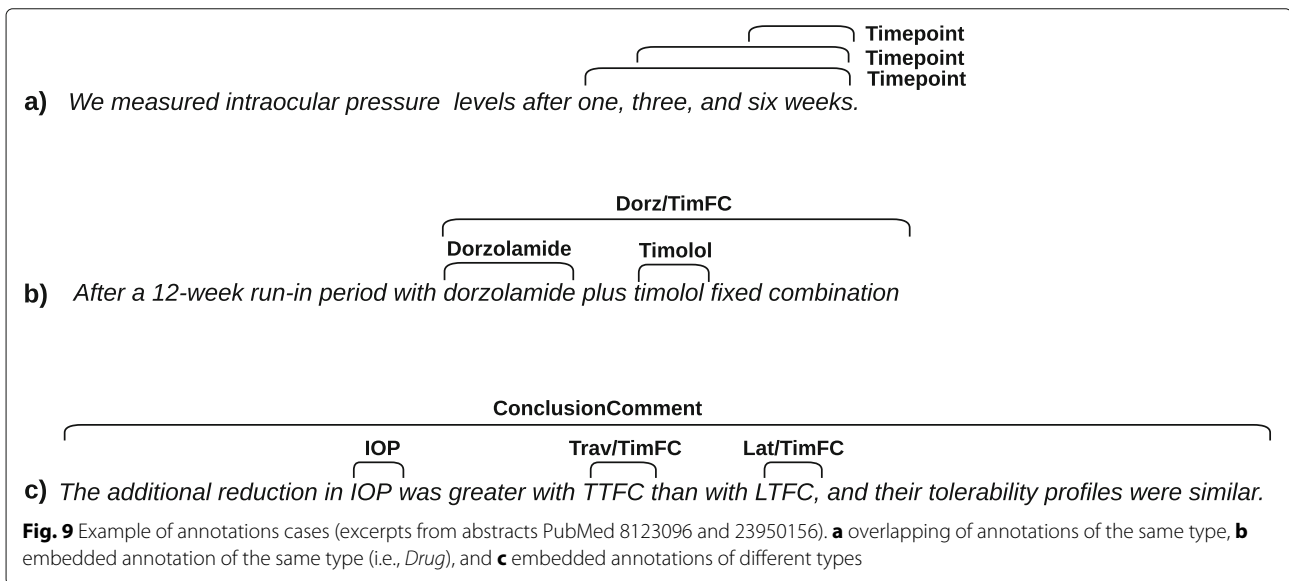 Timepoint
Timepoint
Timepoint
a) We measured intraocular pressure levels after one, three, and six weeks.
Dorz/TimFC
Dorzolamide Timolol
b) After a 12-week run-in period with dorzolamide plus timolol fixed combination
ConclusionComment
IOP Trav/TimFC Lat/TimFC
c) The additional reduction in IOP was greater with TTFC than with LTFC, and their tolerability profiles were similar.
Fig. 9 Example of annotations cases (excerpts from abstracts PubMed 8123096 and 23950156). a overlapping of annotations of the same type, b
embedded annotation of the same type (i.e., Drug), and c embedded annotations of different types